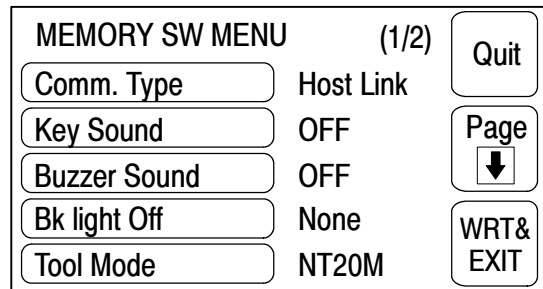 MEMORY SW MENU (1/2)
Quit
Comm. Type Host Link
Key Sound OFF
Page
Buzzer Sound OFF
Bk light Off None
WRT&
EXIT
Tool Mode NT20M